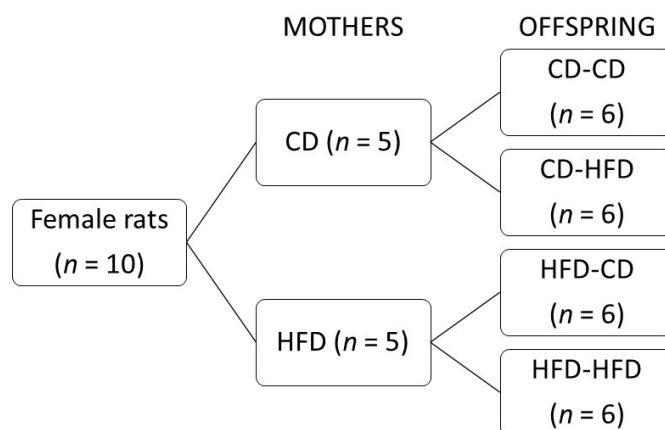 MOTHERS
OFFSPRING
Female rats
(n = 10)
CD (n = 5)
HFD (n = 5)
CD-CD
(n = 6)
CD-HFD
(n = 6)
HFD-CD
(n = 6)
HFD-HFD
(n = 6)